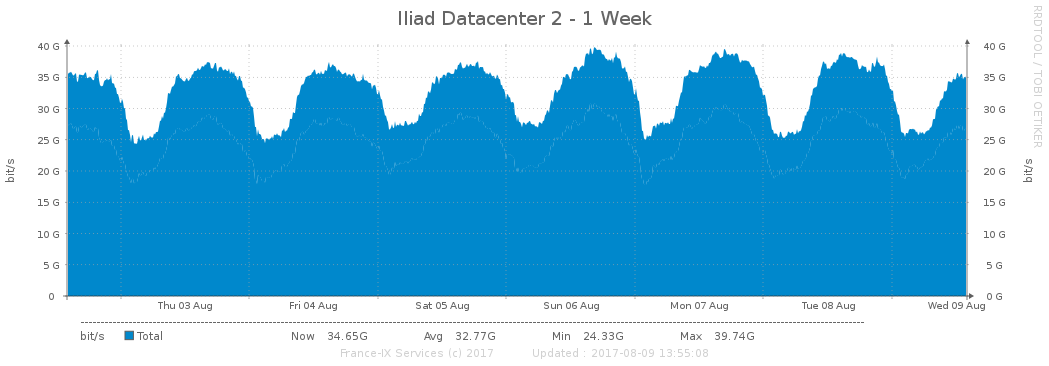 Iliad Datacenter 2 - 1 Week
RRDTOOL / TOBI OETIKER
40 G 40 G
35 G 35 G
30 G 30 G
25 G 25 G
20 G 20 G
15 G 15 G
10 G 10 G
5 G 5 G
0 0 G
bit/s bit/s
Thu 03 Aug Fri 04 Aug Sat 05 Aug Sun 06 Aug Mon 07 Aug Tue 08 Aug Wed 09 Aug
bit/s Total Now 34.65G Avg 32.77G Min 24.33G Max 39.74G
France-IX Services (c) 2017 Updated : 2017-08-09 13:55:08